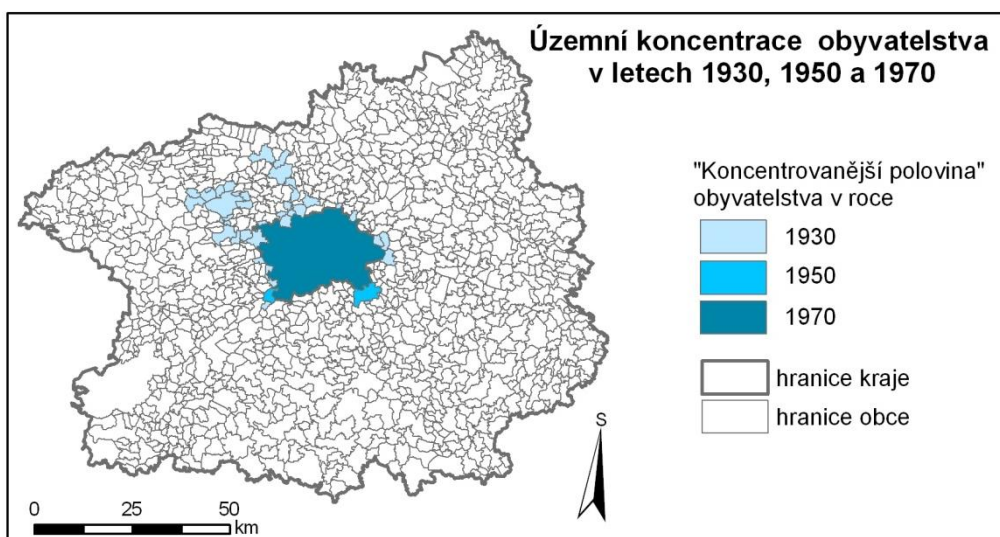 Územní koncentrace obyvatelstva
v letech 1930, 1950 a 1970
"Koncentrovanější polovina"
obyvatelstva v roce
1930
1950
1970
hranice kraje
hranice obce
S
0 25 50
km